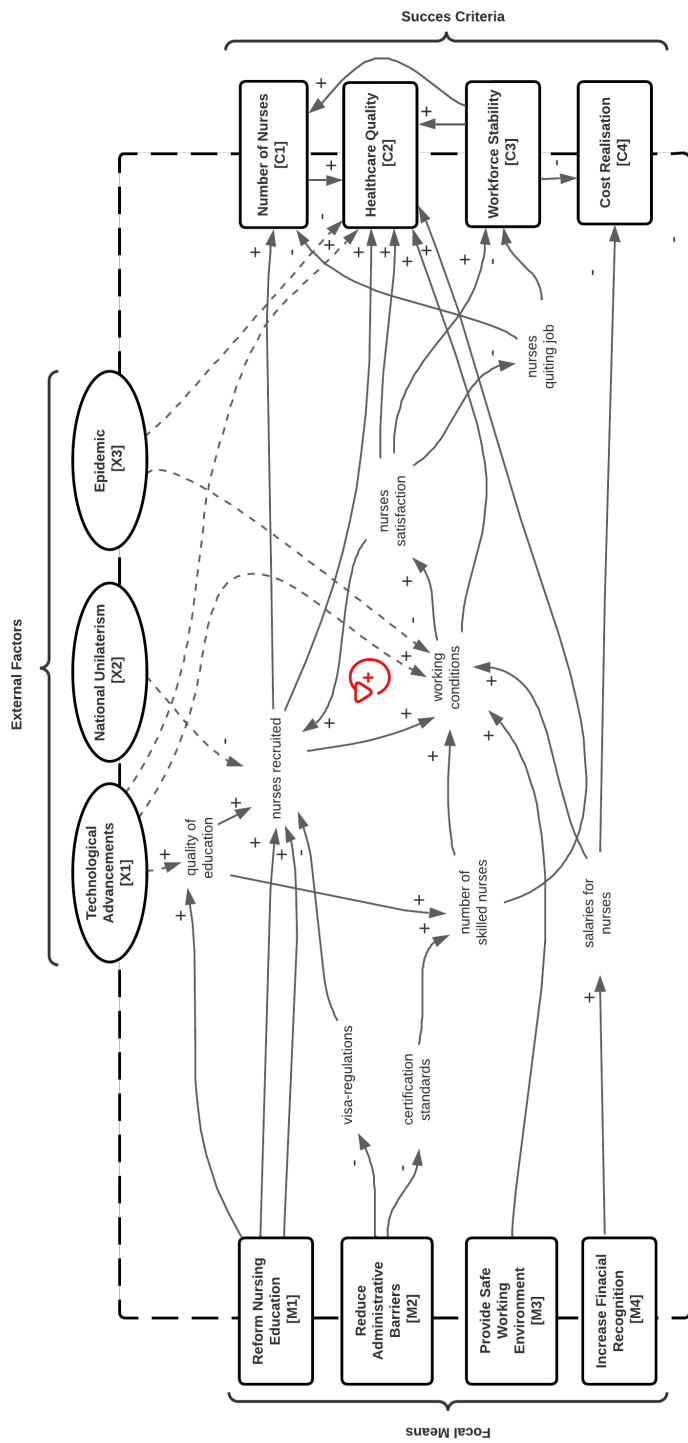 External Factors
Technological
Advancements
[X1]
National Unilaterism
[X2]
Epidemic
[X3]
Focal Means
Reform Nursing
Education
[M1]
Reduce
Administrative
Barriers
[M2]
Provide Safe
Working
Environment
[M3]
Increase Finacial
Recognition
[M4]
quality of
education
nurses recruited
visa-regulations
certification
standards
number of
skilled nurses
salaries for
nurses
working
conditions
nurses
satisfaction
nurses
quiting job
Succes Criteria
Number of Nurses
[C1]
Healthcare Quality
[C2]
Workforce Stability
[C3]
Cost Realisation
[C4]